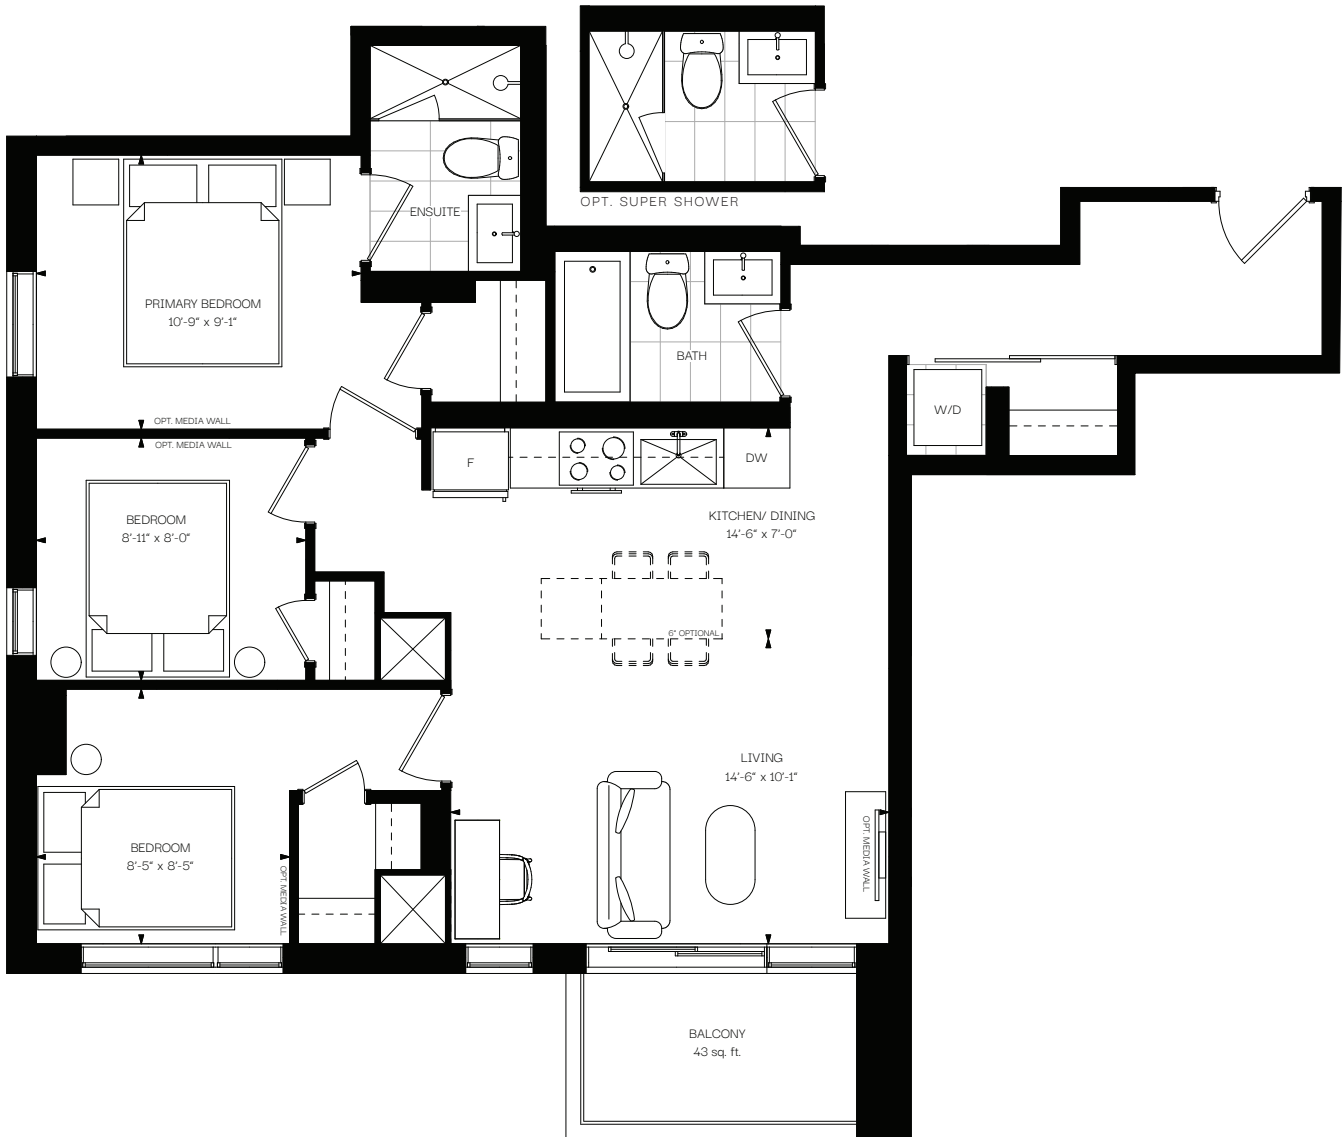 OPT. SUPER SHOWER
ENSUITE
PRIMARY BEDROOM
10'-9" x 9'-1"
BATH
W/D
OPT. MEDIA WALL
OPT. MEDIA WALL
F
DW
BEDROOM
8'-11" x 8'-0"
KITCHEN/ DINING
14'-6" x 7'-0"
6" OPTIONAL
LIVING
14'-6" x 10'-1"
BEDROOM
8'-5" x 8'-5"
OPT. MEDIA WALL
OPT. MEDIA WALL
BALCONY
43 sq. ft.